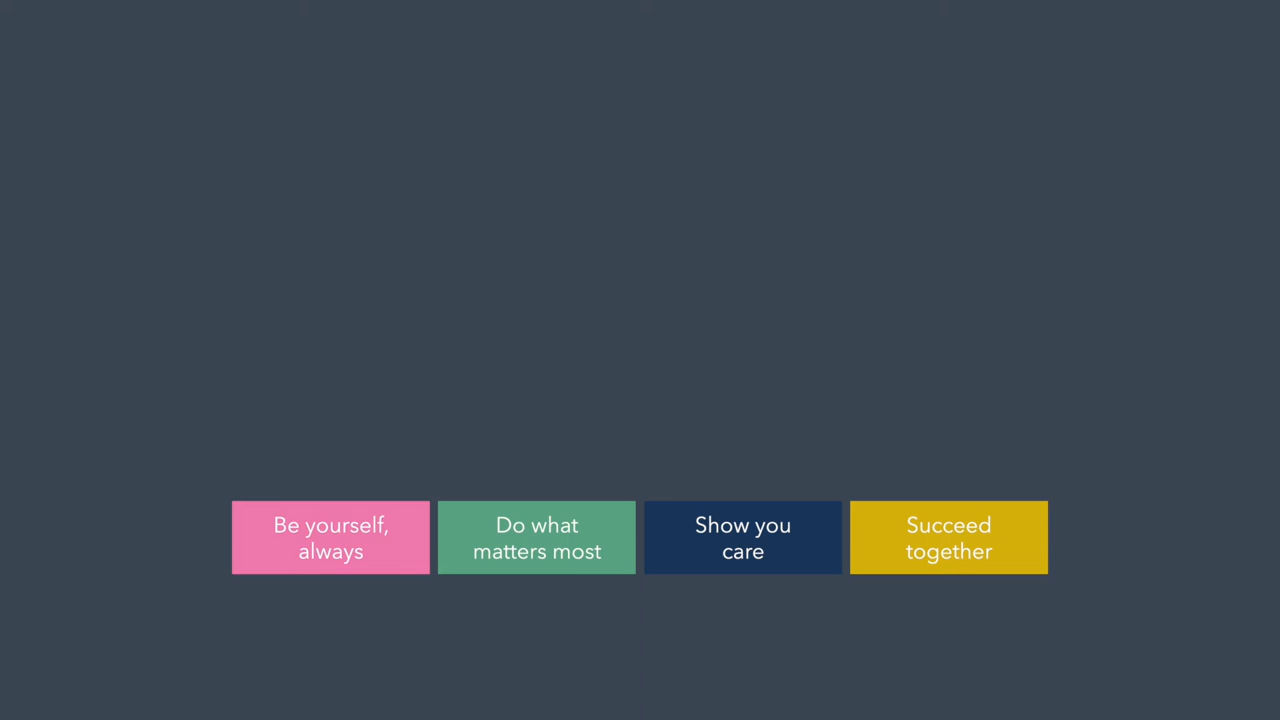 Be yourself,
always
Do what
matters most
Show you
care
Succeed
together